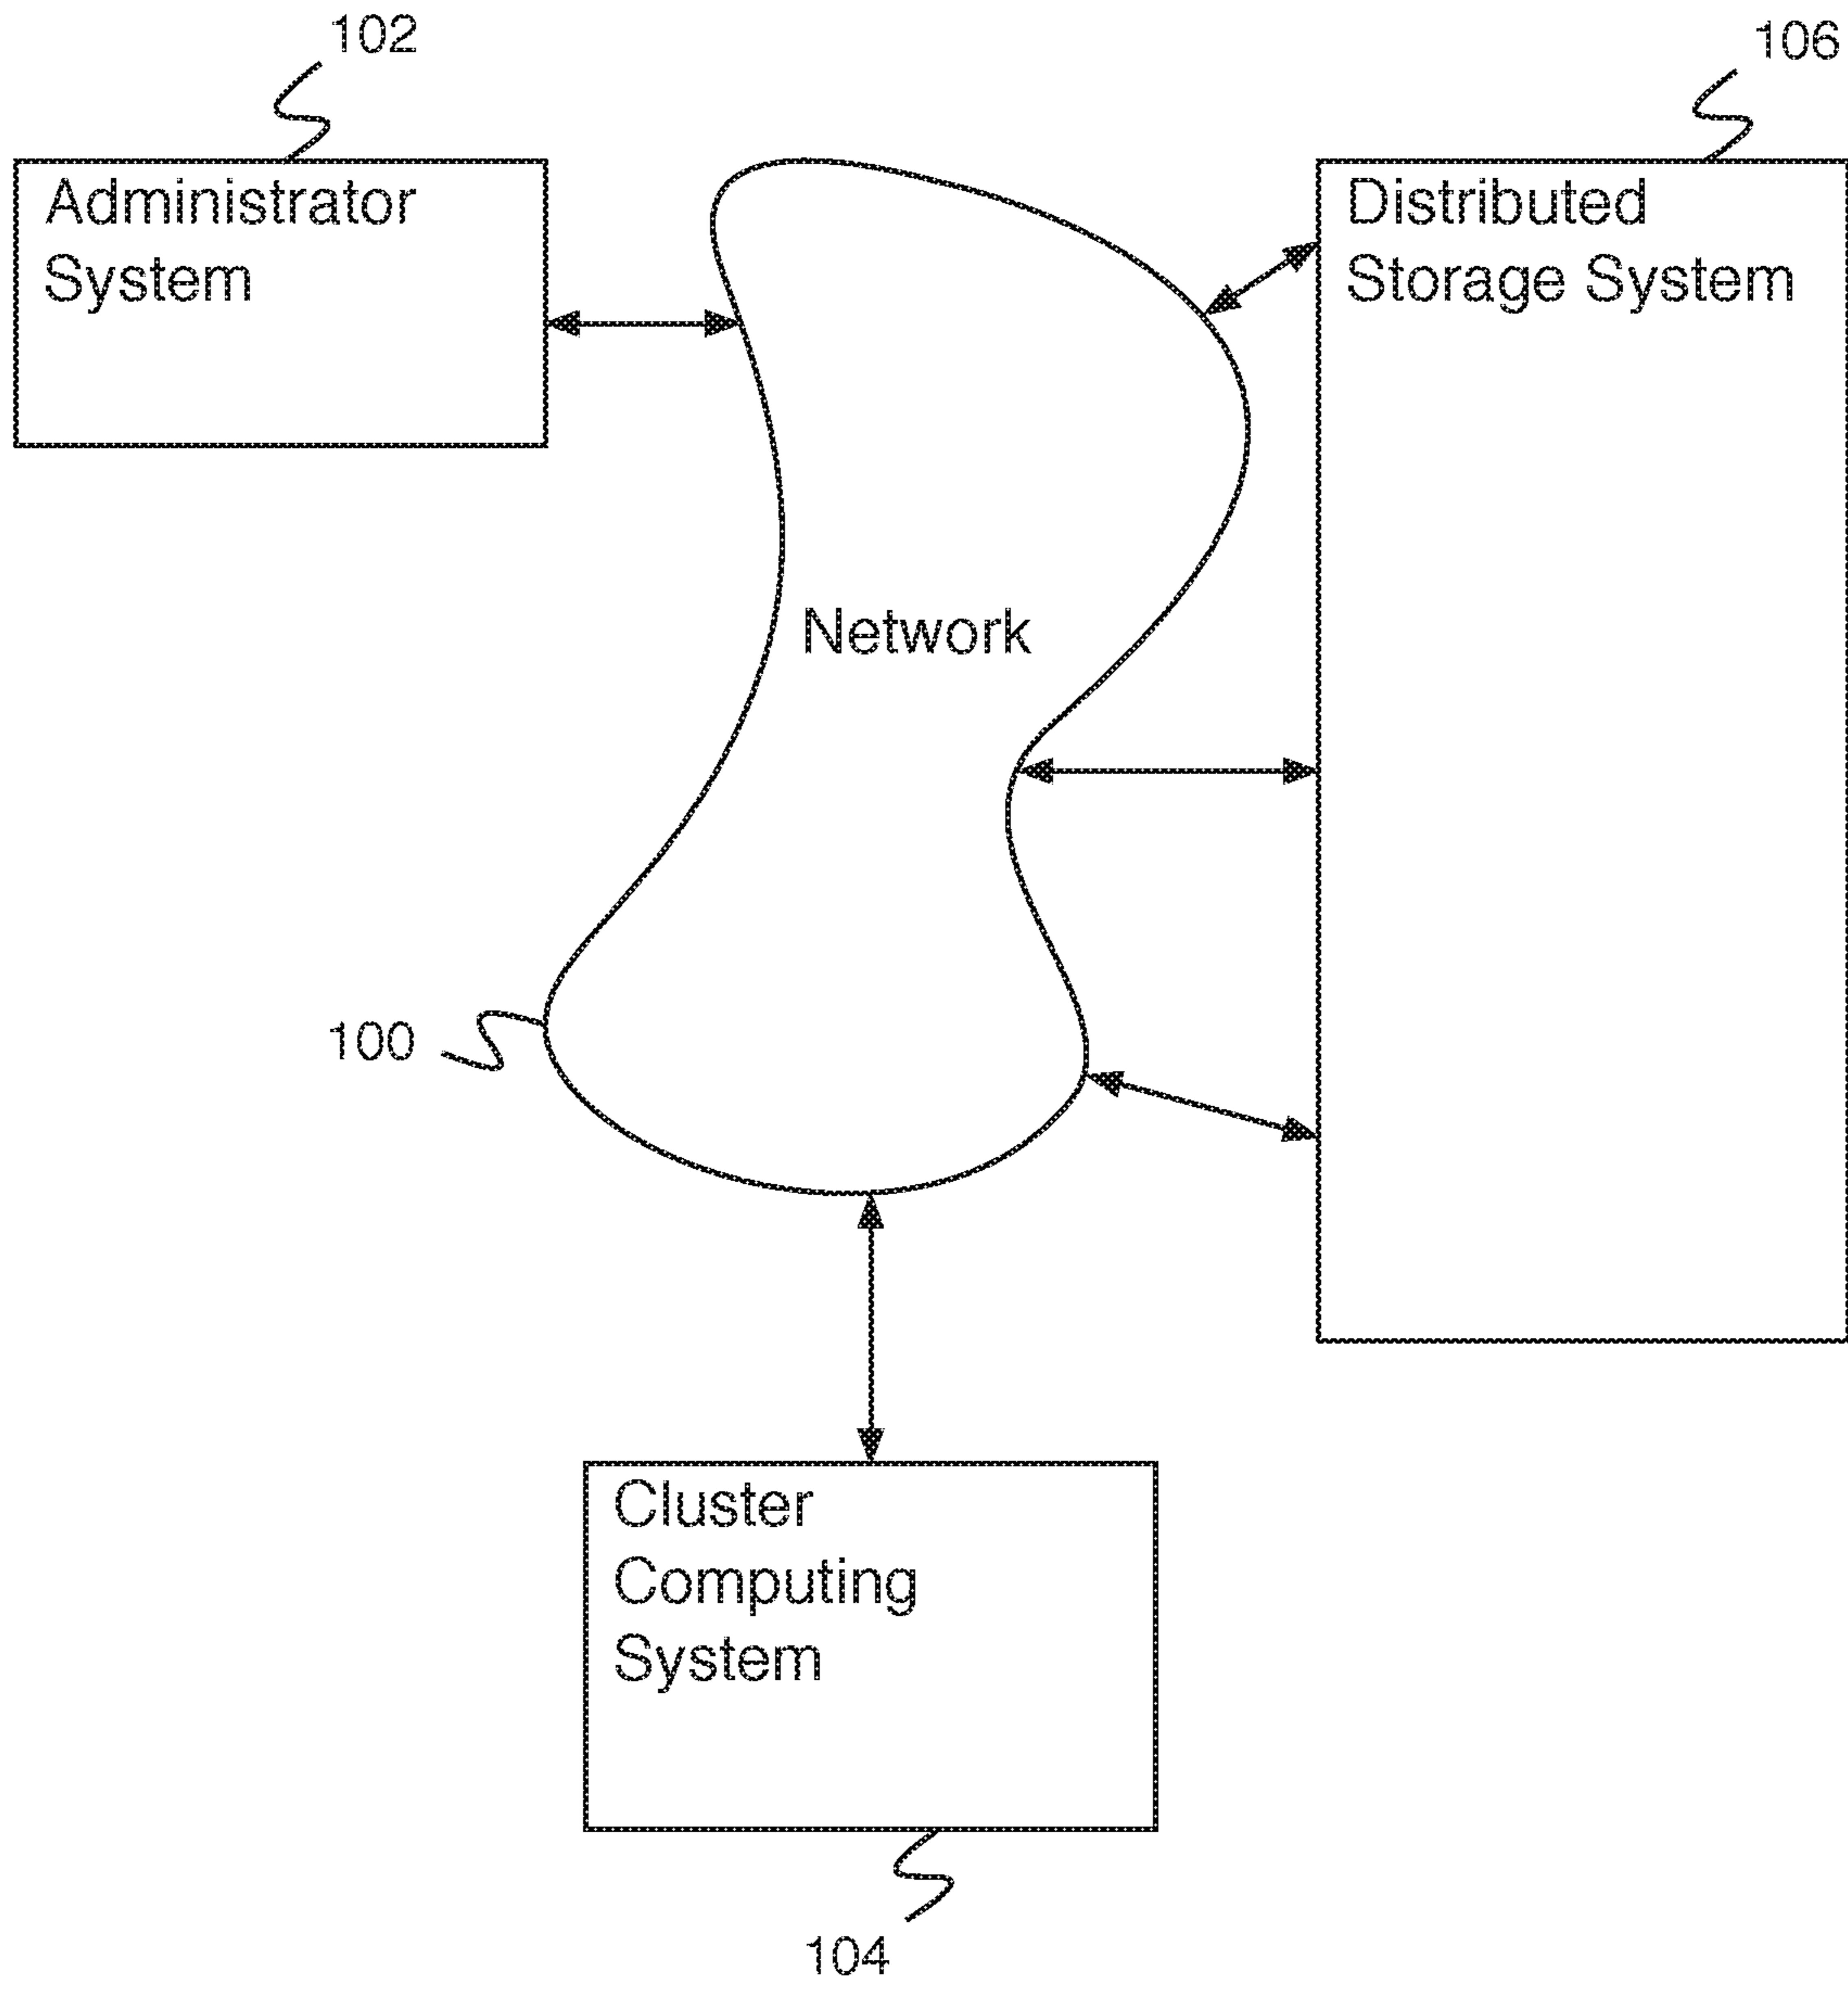 102
106
Administrator
System
Distributed
Storage System
Network
100
Cluster
Computing
System
104